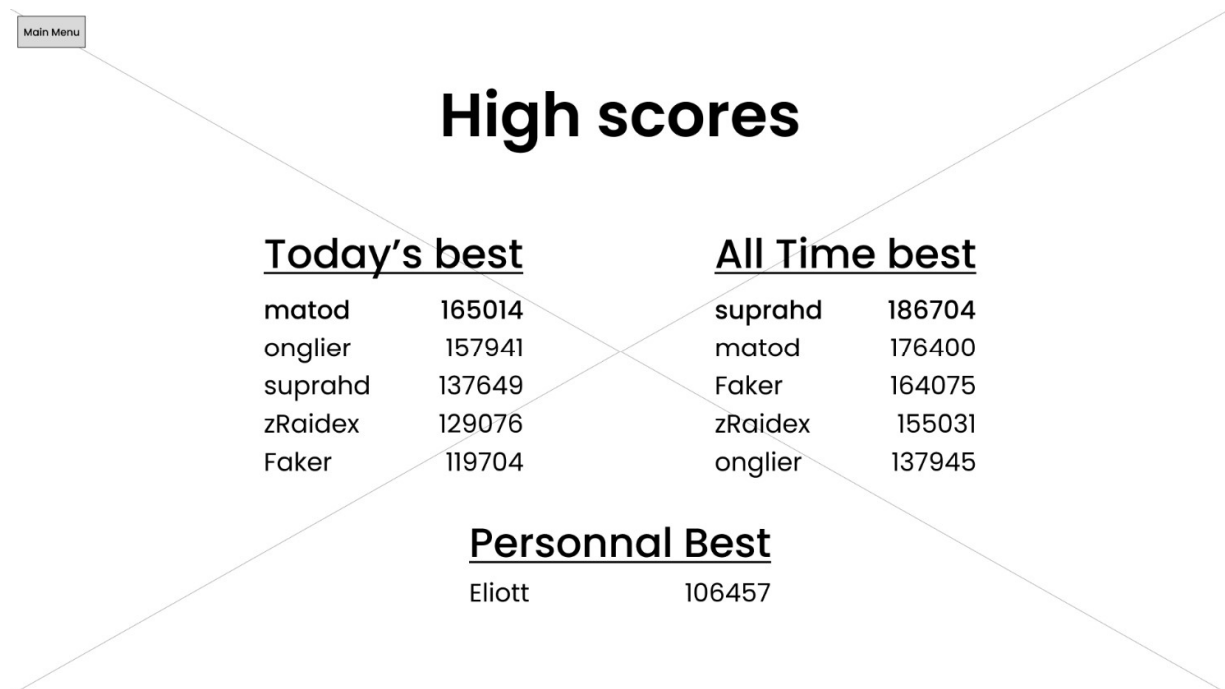 Main Menu
High scores
Today’s best
matod 165014
onglier 157941
suprahd 137649
zRaidex 129076
Faker 119704
All Time best
suprahd 186704
matod 176400
Faker 164075
zRaidex 155031
onglier 137945
Personnal Best
Eliott 106457